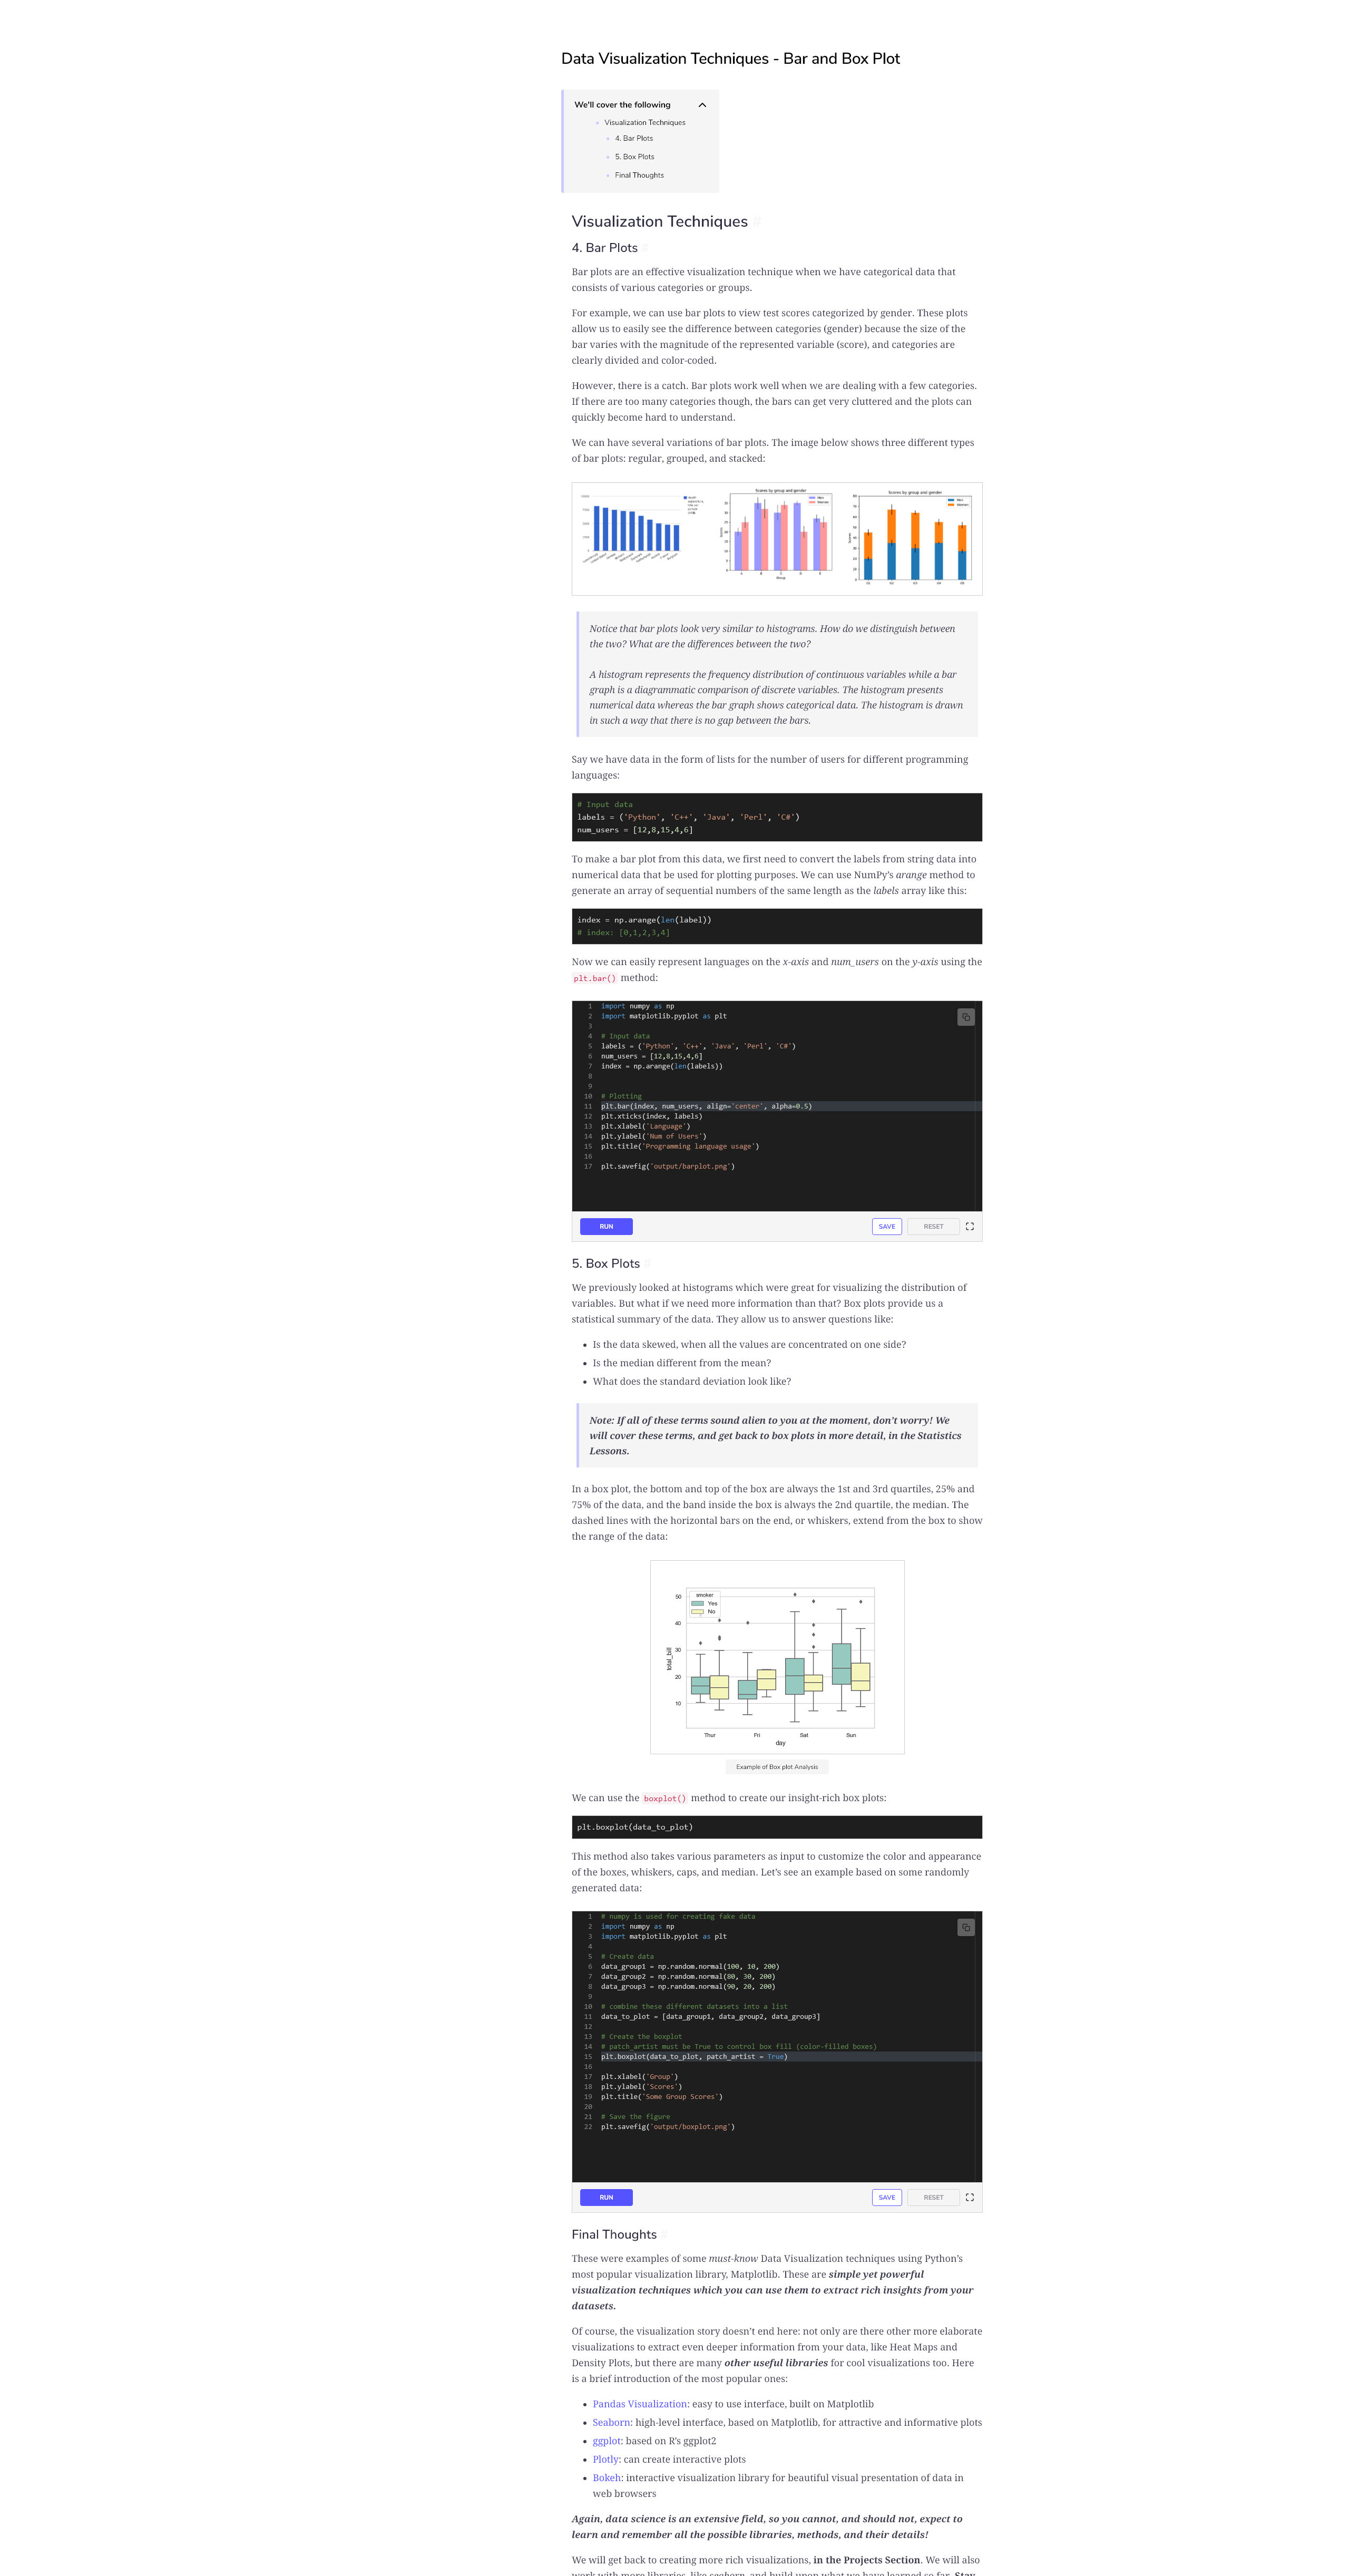 Data Visualization Techniques - Bar and Box Plot
We'll cover the following
Visualization Techniques
4. Bar Plots
5. Box Plots
Final Thoughts
Visualization Techniques #
4. Bar Plots #
Bar plots are an effective visualization technique when we have categorical data that
consists of various categories or groups.
For example, we can use bar plots to view test scores categorized by gender. These plots
allow us to easily see the difference between categories (gender) because the size of the
bar varies with the magnitude of the represented variable (score), and categories are
clearly divided and color-coded.
However, there is a catch. Bar plots work well when we are dealing with a few categories.
If there are too many categories though, the bars can get very cluttered and the plots can
quickly become hard to understand.
We can have several variations of bar plots. The image below shows three different types
of bar plots: regular, grouped, and stacked:
Scores by group and gender
Men
Women
Scores
Group
Scores by group and gender
Men
Women
Scores
Notice that bar plots look very similar to histograms. How do we distinguish between
the two? What are the differences between the two?
A histogram represents the frequency distribution of continuous variables while a bar
graph is a diagrammatic comparison of discrete variables. The histogram presents
numerical data whereas the bar graph shows categorical data. The histogram is drawn
in such a way that there is no gap between the bars.
Say we have data in the form of lists for the number of users for different programming
languages:
# Input data
labels = ('Python', 'C++', 'Java', 'Perl', 'C#')
num_users = [12,8,15,4,6]
To make a bar plot from this data, we first need to convert the labels from string data into
numerical data that be used for plotting purposes. We can use NumPy's arange method to
generate an array of sequential numbers of the same length as the labels array like this:
index = np.arange(len(label))
# index: [0,1,2,3,4]
Now we can easily represent languages on the x-axis and num_users on the y-axis using the
plt.bar() method:
1 import numpy as np
2 import matplotlib.pyplot as plt
3
4 # Input data
5 labels = ('Python', 'C++', 'Java', 'Perl', 'C#')
6 num_users = [12,8,15,4,6]
7 index = np.arange(len(labels))
8
9
10 # Plotting
11 plt.bar(index, num_users, align='center', alpha=0.5)
12 plt.xticks(index, labels)
13 plt.xlabel('Language')
14 plt.ylabel('Num of Users')
15 plt.title('Programming language usage')
16
17 plt.savefig('output/barplot.png')
RUN
SAVE
RESET
5. Box Plots #
We previously looked at histograms which were great for visualizing the distribution of
variables. But what if we need more information than that? Box plots provide us a
statistical summary of the data. They allow us to answer questions like:
Is the data skewed, when all the values are concentrated on one side?
Is the median different from the mean?
What does the standard deviation look like?
Note: If all of these terms sound alien to you at the moment, don't worry! We
will cover these terms, and get back to box plots in more detail, in the Statistics
Lessons.
In a box plot, the bottom and top of the box are always the 1st and 3rd quartiles, 25% and
75% of the data, and the band inside the box is always the 2nd quartile, the median. The
dashed lines with the horizontal bars on the end, or whiskers, extend from the box to show
the range of the data:
smoker
Yes
No
50
40
30
20
10
total_bill
Thur Fri Sat Sun
day
Example of Box plot Analysis
We can use the boxplot() method to create our insight-rich box plots:
plt.boxplot(data_to_plot)
This method also takes various parameters as input to customize the color and appearance
of the boxes, whiskers, caps, and median. Let's see an example based on some randomly
generated data:
1 # numpy is used for creating fake data
2 import numpy as np
3 import matplotlib.pyplot as plt
4
5 # Create data
6 data_group1 = np.random.normal(100, 10, 200)
7 data_group2 = np.random.normal(80, 30, 200)
8 data_group3 = np.random.normal(90, 20, 200)
9
10 # combine these different datasets into a list
11 data_to_plot = [data_group1, data_group2, data_group3]
12
13 # Create the boxplot
14 # patch_artist must be True to control box fill (color-filled boxes)
15 plt.boxplot(data_to_plot, patch_artist = True)
16
17 plt.xlabel('Group')
18 plt.ylabel('Scores')
19 plt.title('Some Group Scores')
20
21 # Save the figure
22 plt.savefig('output/boxplot.png')
RUN
SAVE
RESET
Final Thoughts #
These were examples of some must-know Data Visualization techniques using Python's
most popular visualization library, Matplotlib. These are simple yet powerful
visualization techniques which you can use them to extract rich insights from your
datasets.
Of course, the visualization story doesn't end here: not only are there other more elaborate
visualizations to extract even deeper information from your data, like Heat Maps and
Density Plots, but there are many other useful libraries for cool visualizations too. Here
is a brief introduction of the most popular ones:
Pandas Visualization: easy to use interface, built on Matplotlib
Seaborn: high-level interface, based on Matplotlib, for attractive and informative plots
ggplot: based on R's ggplot2
Plotly: can create interactive plots
Bokeh: interactive visualization library for beautiful visual presentation of data in
web browsers
Again, data science is an extensive field, so you cannot, and should not, expect to
learn and remember all the possible libraries, methods, and their details!
We will get back to creating more rich visualizations, in the Projects Section. We will also
work with more libraries, like seaborn, and build upon what we have learned so far. Stay